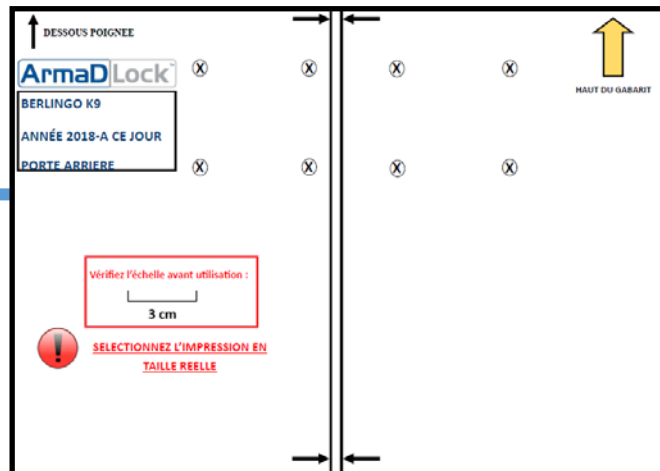 DESSOUS POIGNEE
ArmaDLock™
HAUT DU GABARIT
BERLINGO K9
ANNÉE 2018-A CE JOUR
PORTE ARRIERE
X X X X
X X X X
Vérifiez l'échelle avant utilisation :
3 cm
!
SELECTIONNEZ L'IMPRESSION EN
TAILLE REELLE